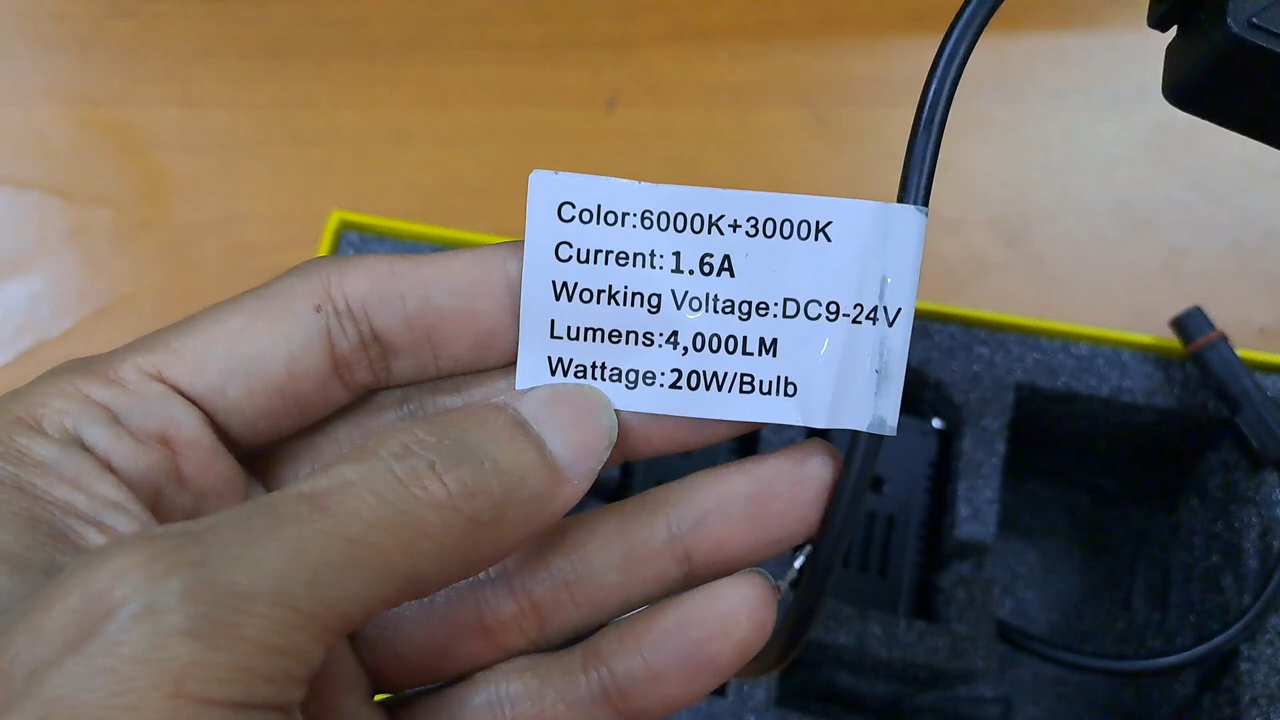 Color:6000K+3000K
Current:1.6A
Working Voltage:DC9-24V
Lumens:4,000LM
Wattage:20W/Bulb